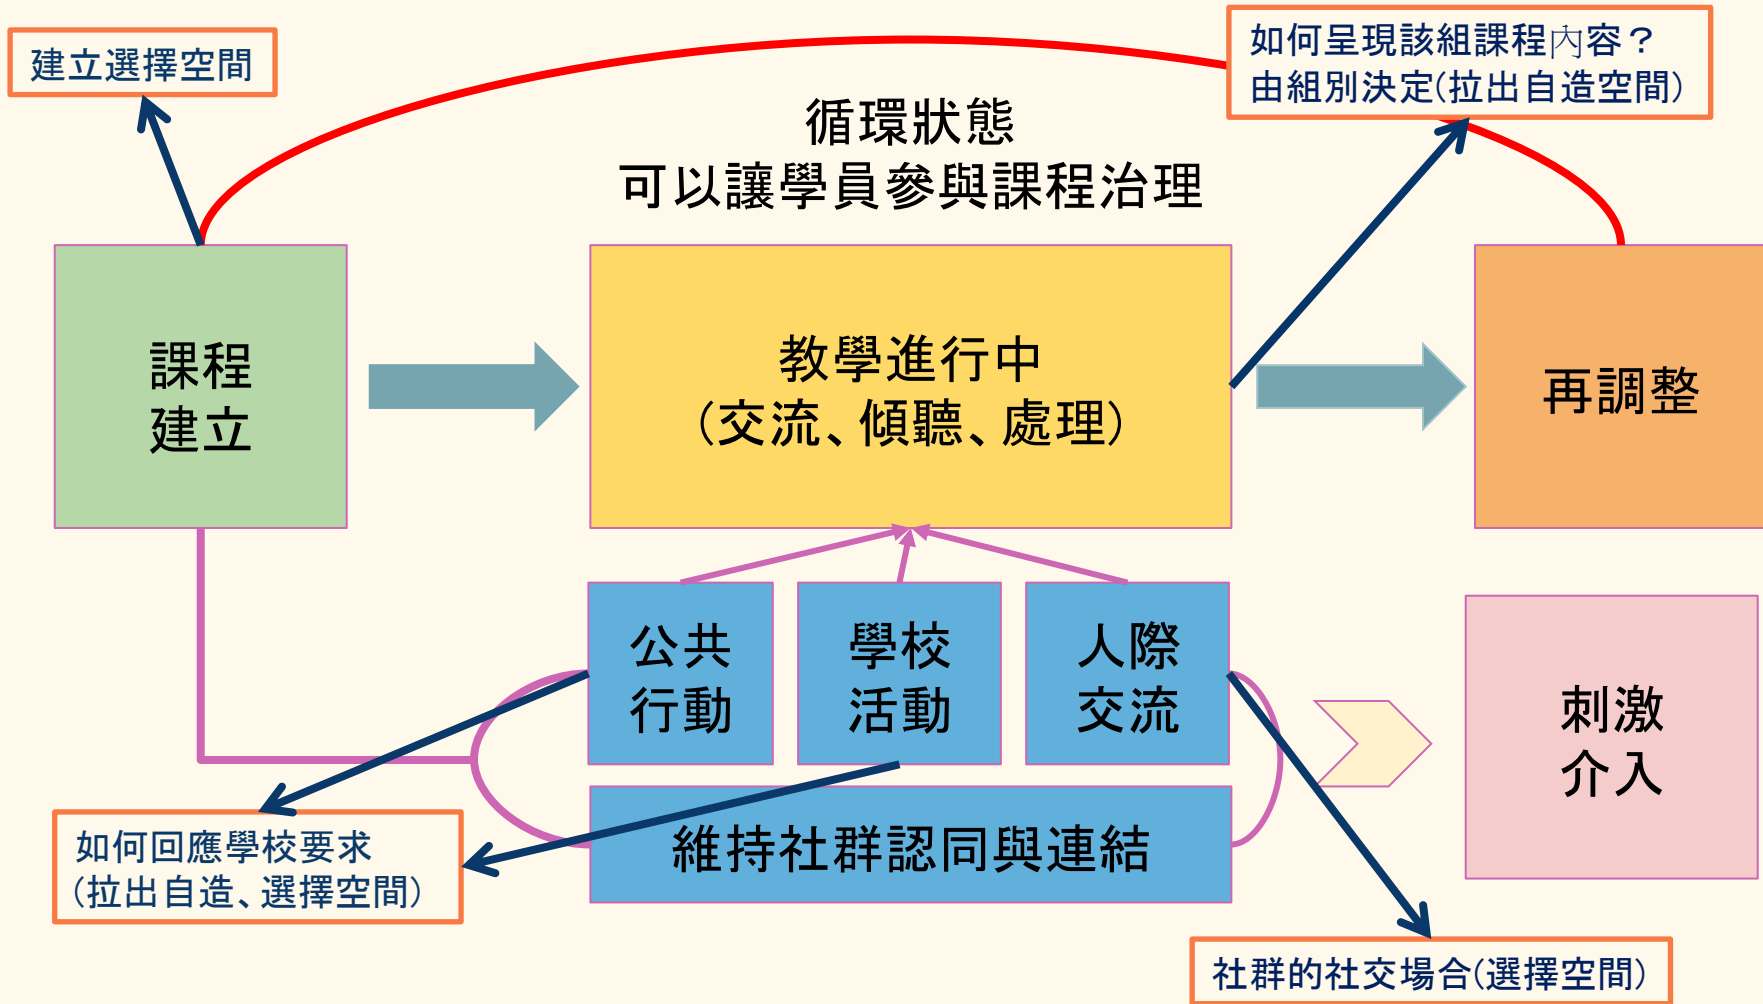 建立選擇空間
如何呈現該組課程內容？
由組別決定(拉出自造空間)
循環狀態
可以讓學員參與課程治理
課程
建立
教學進行中
(交流、傾聽、處理)
再調整
公共
行動
學校
活動
人際
交流
刺激
介入
維持社群認同與連結
如何回應學校要求
(拉出自造、選擇空間)
社群的社交場合(選擇空間)